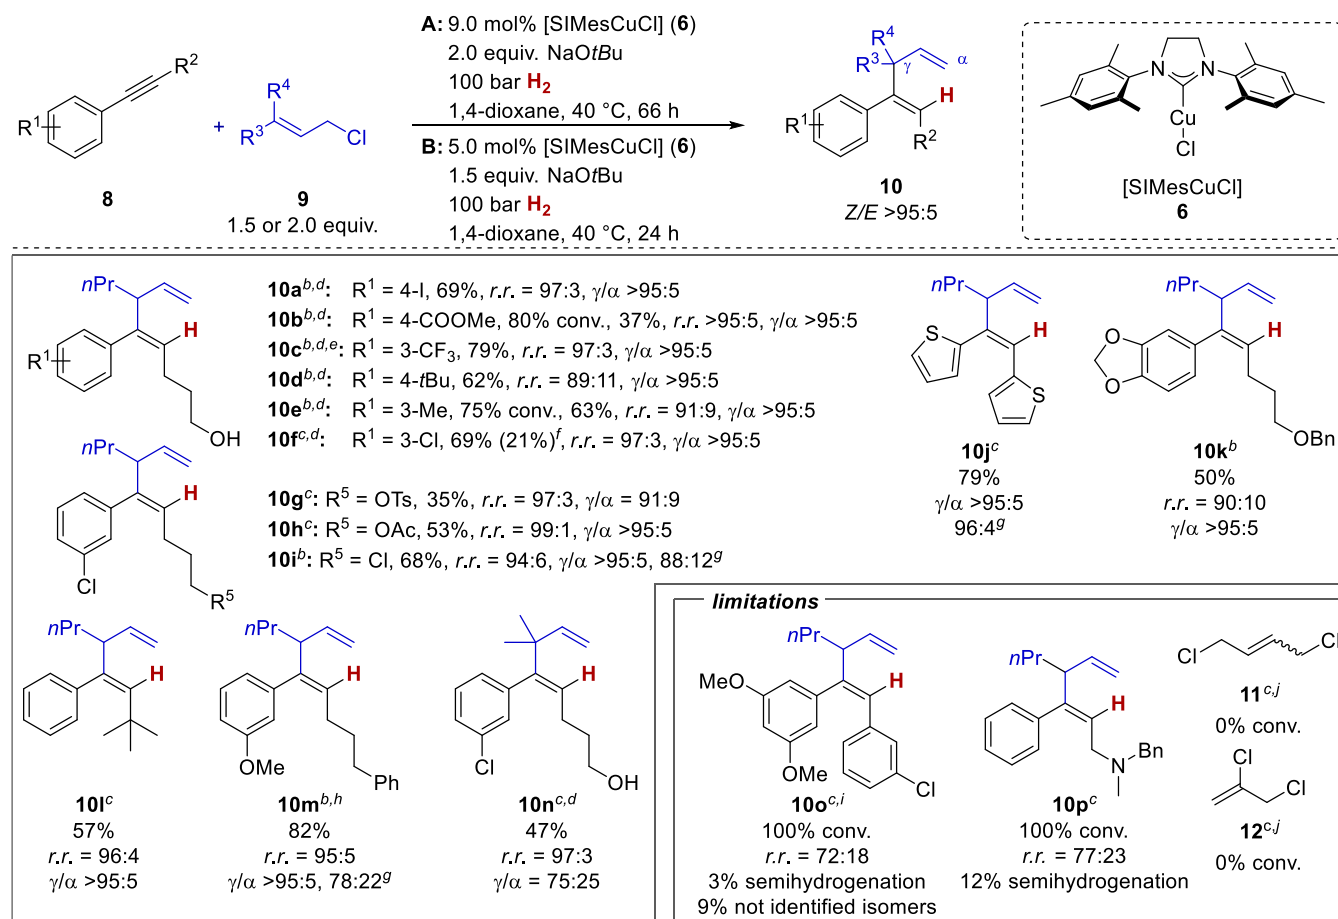 A: 9.0 mol% [SIMesCuCl] (6)
2.0 equiv. NaOtBu
100 bar H2
1,4-dioxane, 40 °C, 66 h
B: 5.0 mol% [SIMesCuCl] (6)
1.5 equiv. NaOtBu
100 bar H2
1,4-dioxane, 40 °C, 24 h
R1
R2
8
+
R4
R3
Cl
9
1.5 or 2.0 equiv.
R4
R3
γ
α
H
R1
R2
10
Z/E >95:5
N
N
Cu
Cl
[SIMesCuCl]
6
nPr
H
R1
OH
10a b,d: R1 = 4-I, 69%, r.r. = 97:3, γ/α >95:5
10b b,d: R1 = 4-COOMe, 80% conv., 37%, r.r. >95:5, γ/α >95:5
10c b,d,e: R1 = 3-CF3, 79%, r.r. = 97:3, γ/α >95:5
10d b,d: R1 = 4-tBu, 62%, r.r. = 89:11, γ/α >95:5
10e b,d: R1 = 3-Me, 75% conv., 63%, r.r. = 91:9, γ/α >95:5
10f c,d: R1 = 3-Cl, 69% (21%)f, r.r. = 97:3, γ/α >95:5
nPr
H
Cl
R5
10g c: R5 = OTs, 35%, r.r. = 97:3, γ/α = 91:9
10h c: R5 = OAc, 53%, r.r. = 99:1, γ/α >95:5
10i b: R5 = Cl, 68%, r.r. = 94:6, γ/α >95:5, 88:12g
nPr
H
S
S
10j c
79%
γ/α >95:5
96:4g
nPr
H
O
O
OBn
10k b
50%
r.r. = 90:10
γ/α >95:5
nPr
H
10l c
57%
r.r. = 96:4
γ/α >95:5
nPr
H
OMe
Ph
10m b,h
82%
r.r. = 95:5
γ/α >95:5, 78:22g
H
Cl
OH
10n c,d
47%
r.r. = 97:3
γ/α = 75:25
limitations
nPr
MeO
H
OMe
Cl
10o c,i
100% conv.
r.r. = 72:18
3% semihydrogenation
9% not identified isomers
nPr
H
N
Bn
10p c
100% conv.
r.r. = 77:23
12% semihydrogenation
Cl
Cl
11 c,j
0% conv.
Cl
Cl
12 c,j
0% conv.